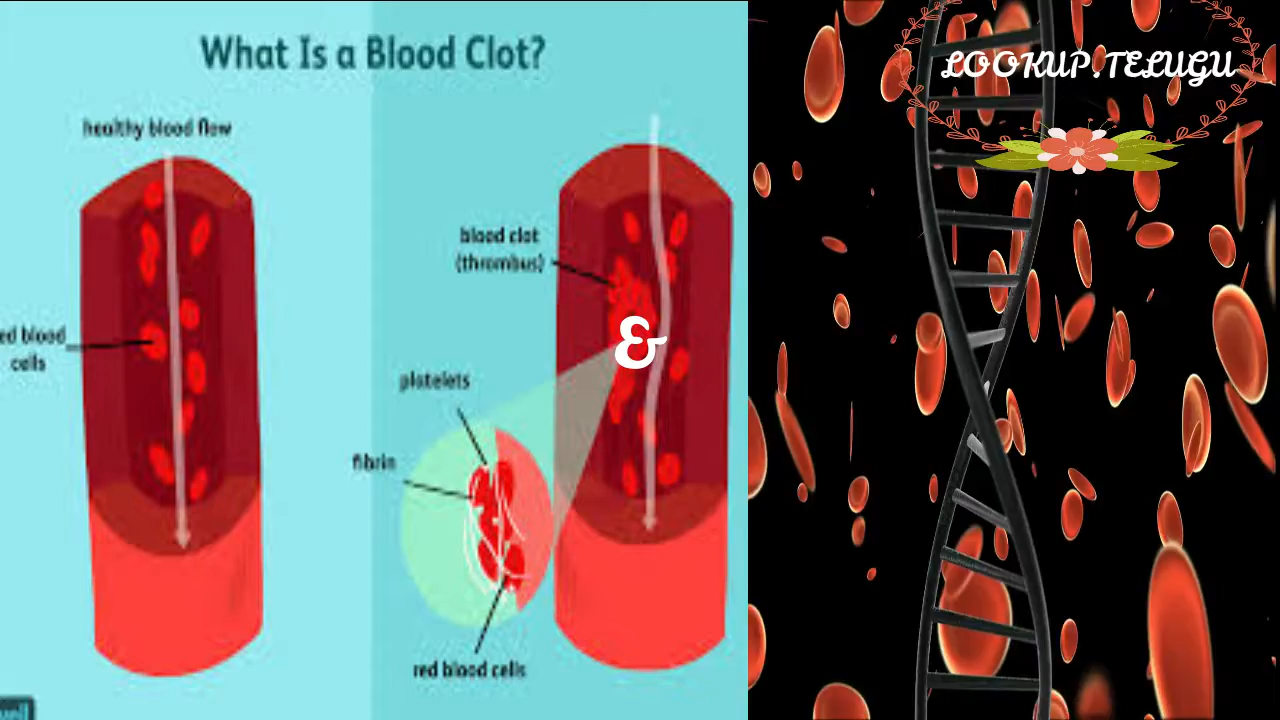 What Is a Blood Clot?
LOOKUP.TELUGU
healthy blood flow
blood clot
(thrombus)
ed blood
cells
&
platelets
fibrin
red blood cells